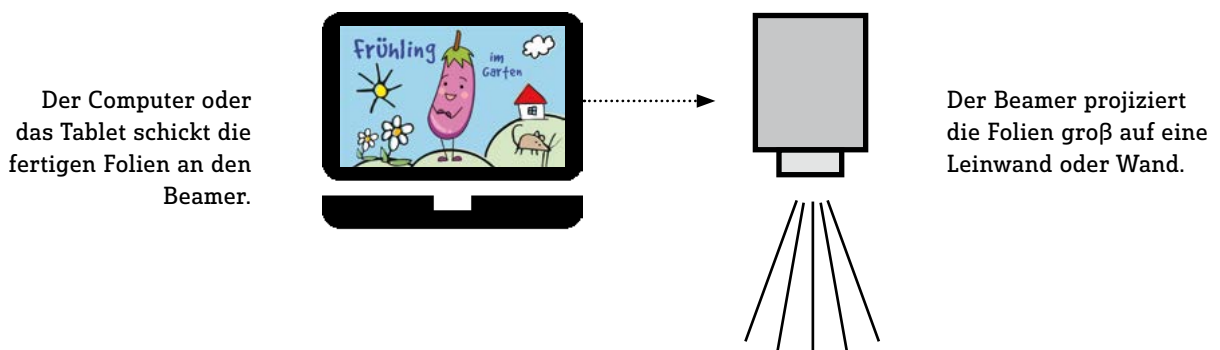 Der Computer oder
das Tablet schickt die
fertigen Folien an den
Beamer.
Frühling
im
Garten
Der Beamer projiziert
die Folien groß auf eine
Leinwand oder Wand.